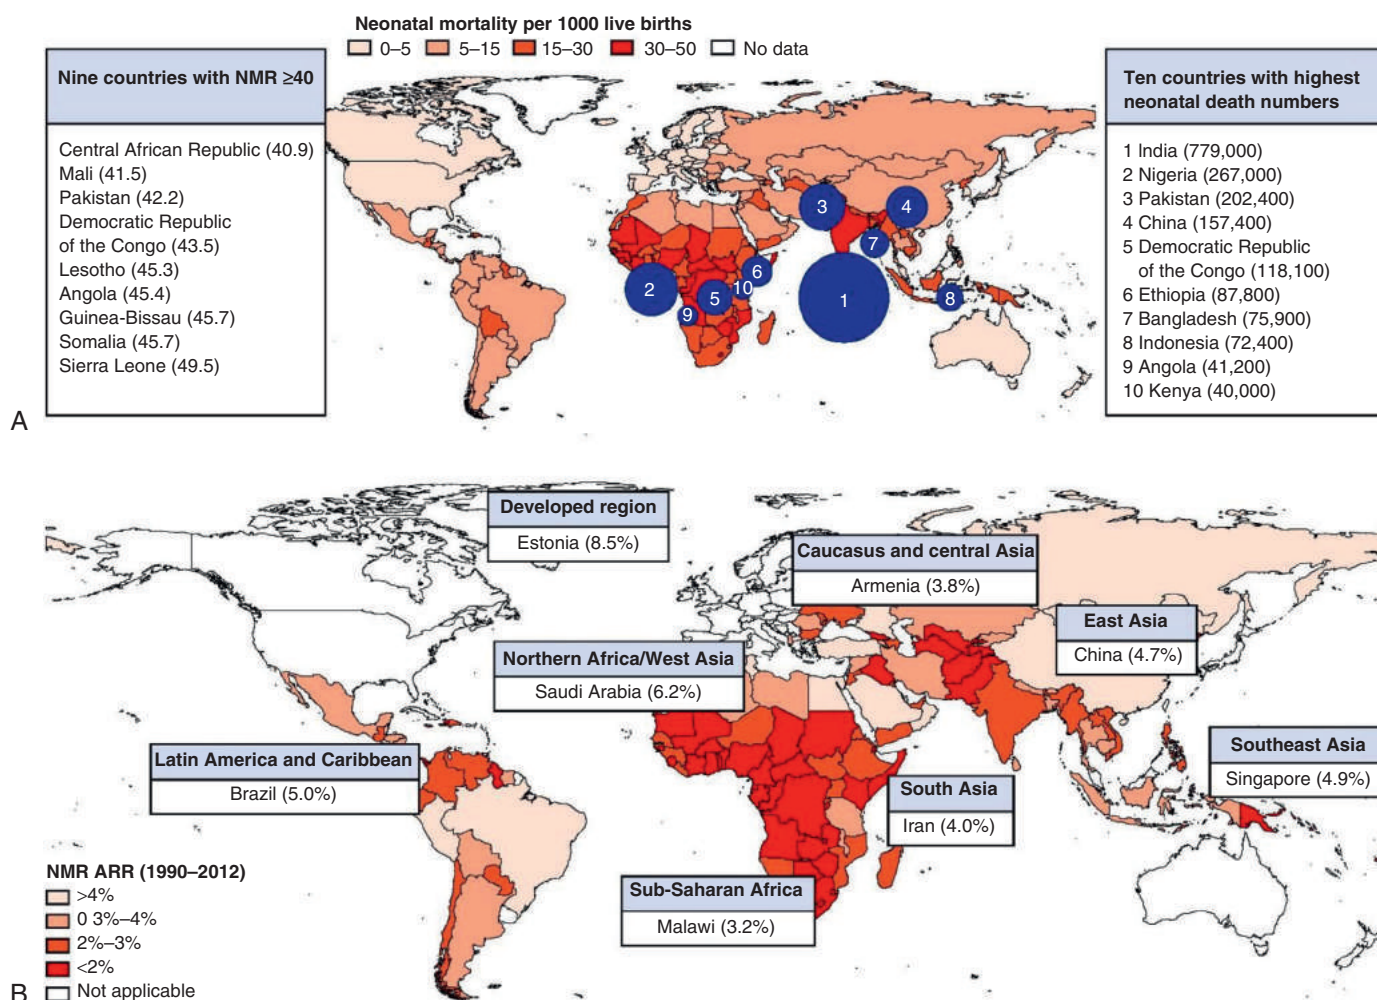 Neonatal mortality per 1000 live births
0–5 5–15 15–30 30–50 No data
Nine countries with NMR ≥40
Central African Republic (40.9)
Mali (41.5)
Pakistan (42.2)
Democratic Republic
of the Congo (43.5)
Lesotho (45.3)
Angola (45.4)
Guinea-Bissau (45.7)
Somalia (45.7)
Sierra Leone (49.5)
Ten countries with highest
neonatal death numbers
1 India (779,000)
2 Nigeria (267,000)
3 Pakistan (202,400)
4 China (157,400)
5 Democratic Republic
of the Congo (118,100)
6 Ethiopia (87,800)
7 Bangladesh (75,900)
8 Indonesia (72,400)
9 Angola (41,200)
10 Kenya (40,000)
3
4
7
6
2
5
10
1
8
9
A
Developed region
Estonia (8.5%)
Caucasus and central Asia
Armenia (3.8%)
East Asia
China (4.7%)
Northern Africa/West Asia
Saudi Arabia (6.2%)
Latin America and Caribbean
Brazil (5.0%)
Southeast Asia
Singapore (4.9%)
South Asia
Iran (4.0%)
Sub-Saharan Africa
Malawi (3.2%)
NMR ARR (1990–2012)
>4%
0 3%–4%
2%–3%
<2%
Not applicable
B